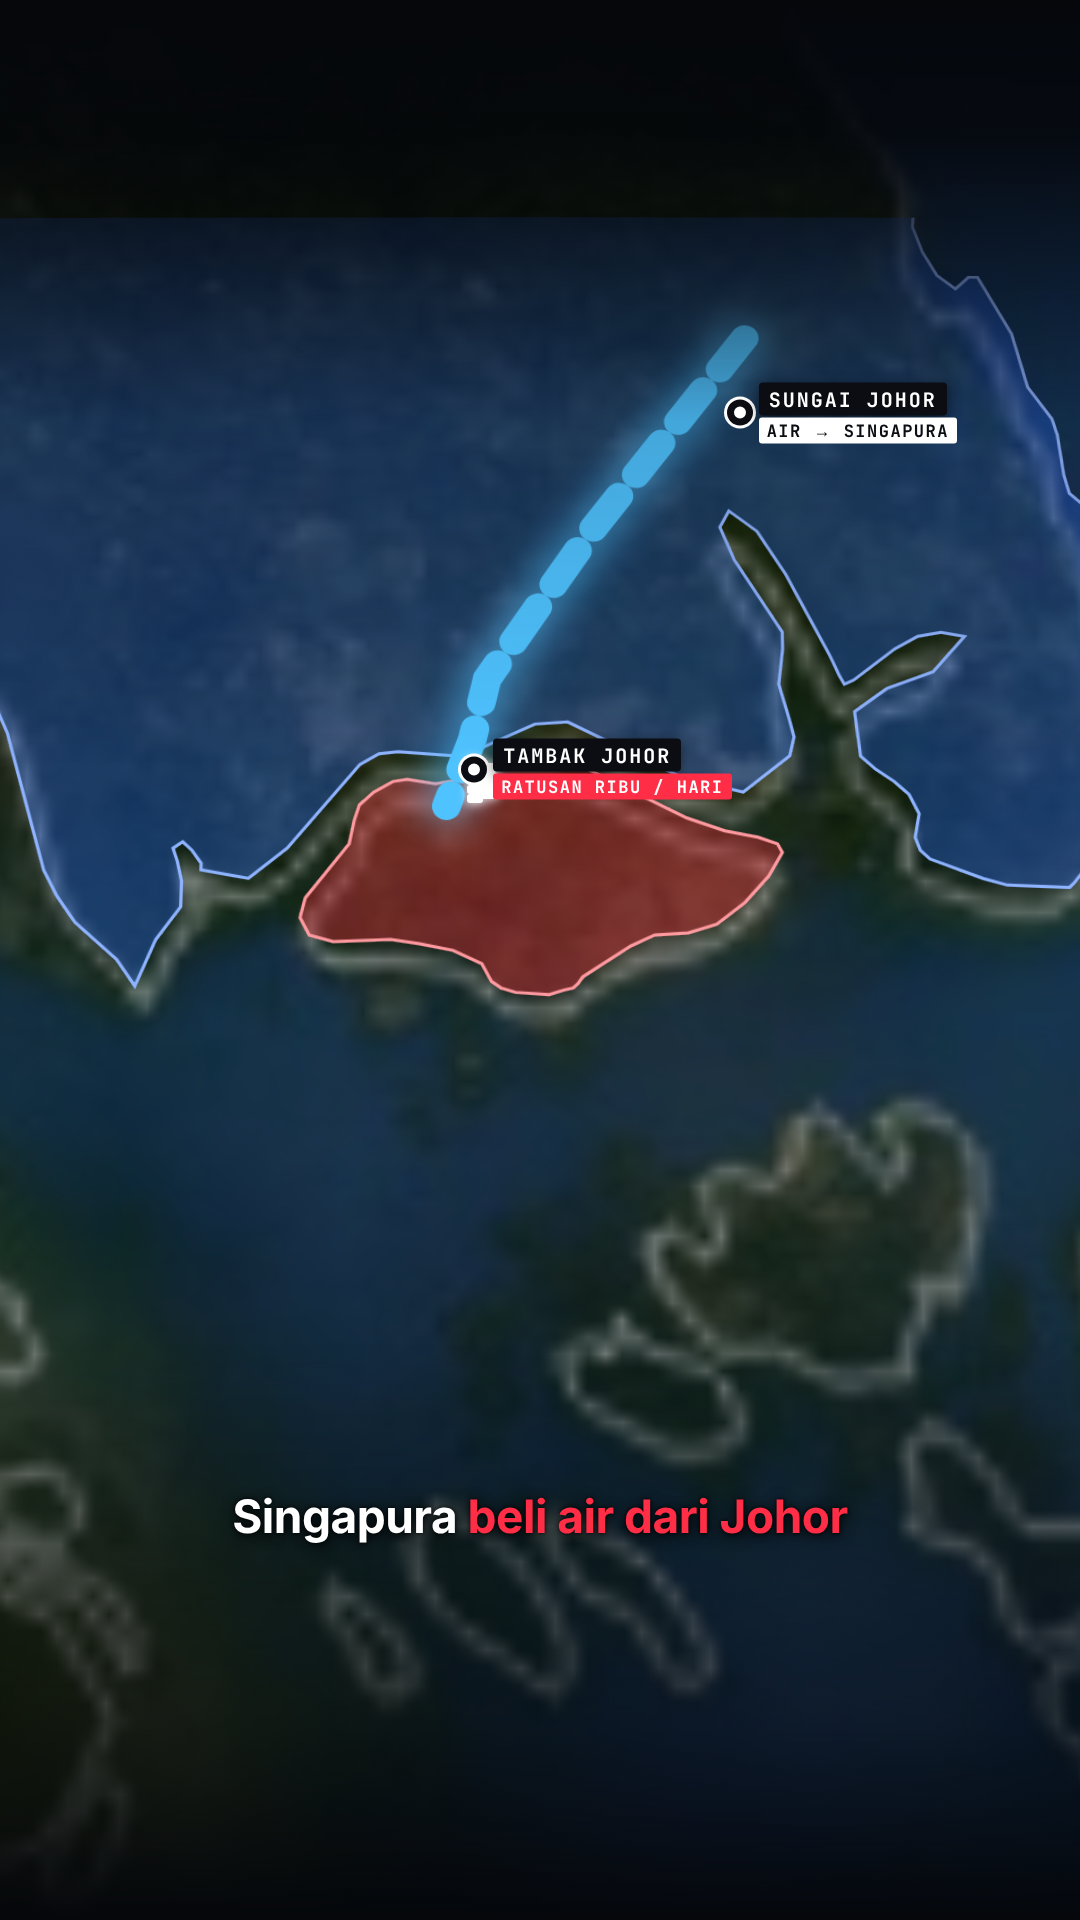 SUNGAI JOHOR
AIR → SINGAPURA
TAMBAK JOHOR
RATUSAN RIBU / HARI
Singapura beli air dari Johor